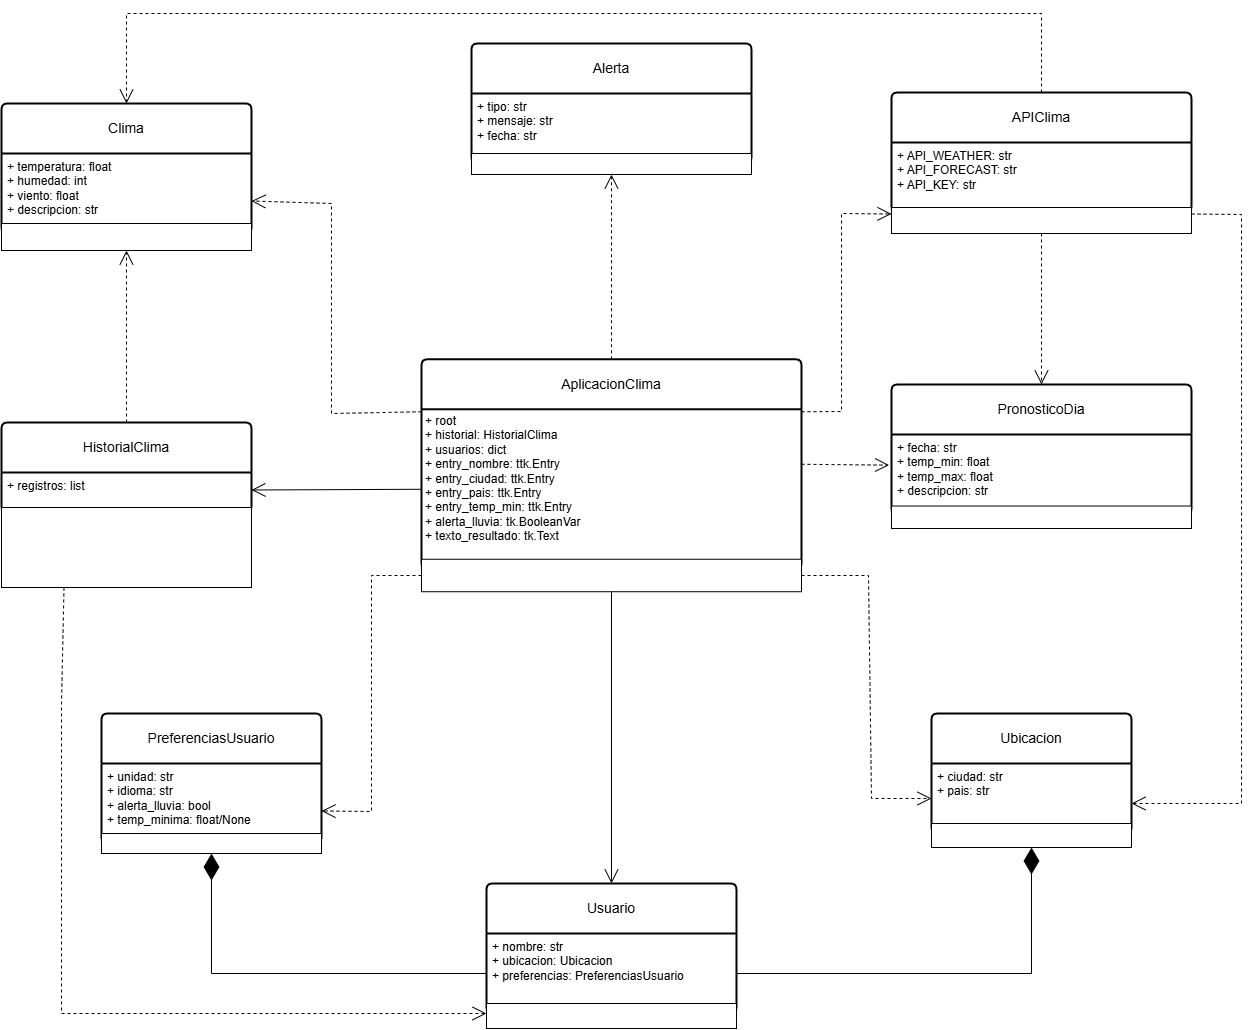 Alerta
+ tipo: str
+ mensaje: str
+ fecha: str
Clima
+ temperatura: float
+ humedad: int
+ viento: float
+ descripcion: str
APIClima
+ API_WEATHER: str
+ API_FORECAST: str
+ API_KEY: str
AplicacionClima
+ root
+ historial: HistorialClima
+ usuarios: dict
+ entry_nombre: ttk.Entry
+ entry_ciudad: ttk.Entry
+ entry_pais: ttk.Entry
+ entry_temp_min: ttk.Entry
+ alerta_lluvia: tk.BooleanVar
+ texto_resultado: tk.Text
PronosticoDia
+ fecha: str
+ temp_min: float
+ temp_max: float
+ descripcion: str
HistorialClima
+ registros: list
PreferenciasUsuario
+ unidad: str
+ idioma: str
+ alerta_lluvia: bool
+ temp_minima: float/None
Ubicacion
+ ciudad: str
+ pais: str
Usuario
+ nombre: str
+ ubicacion: Ubicacion
+ preferencias: PreferenciasUsuario